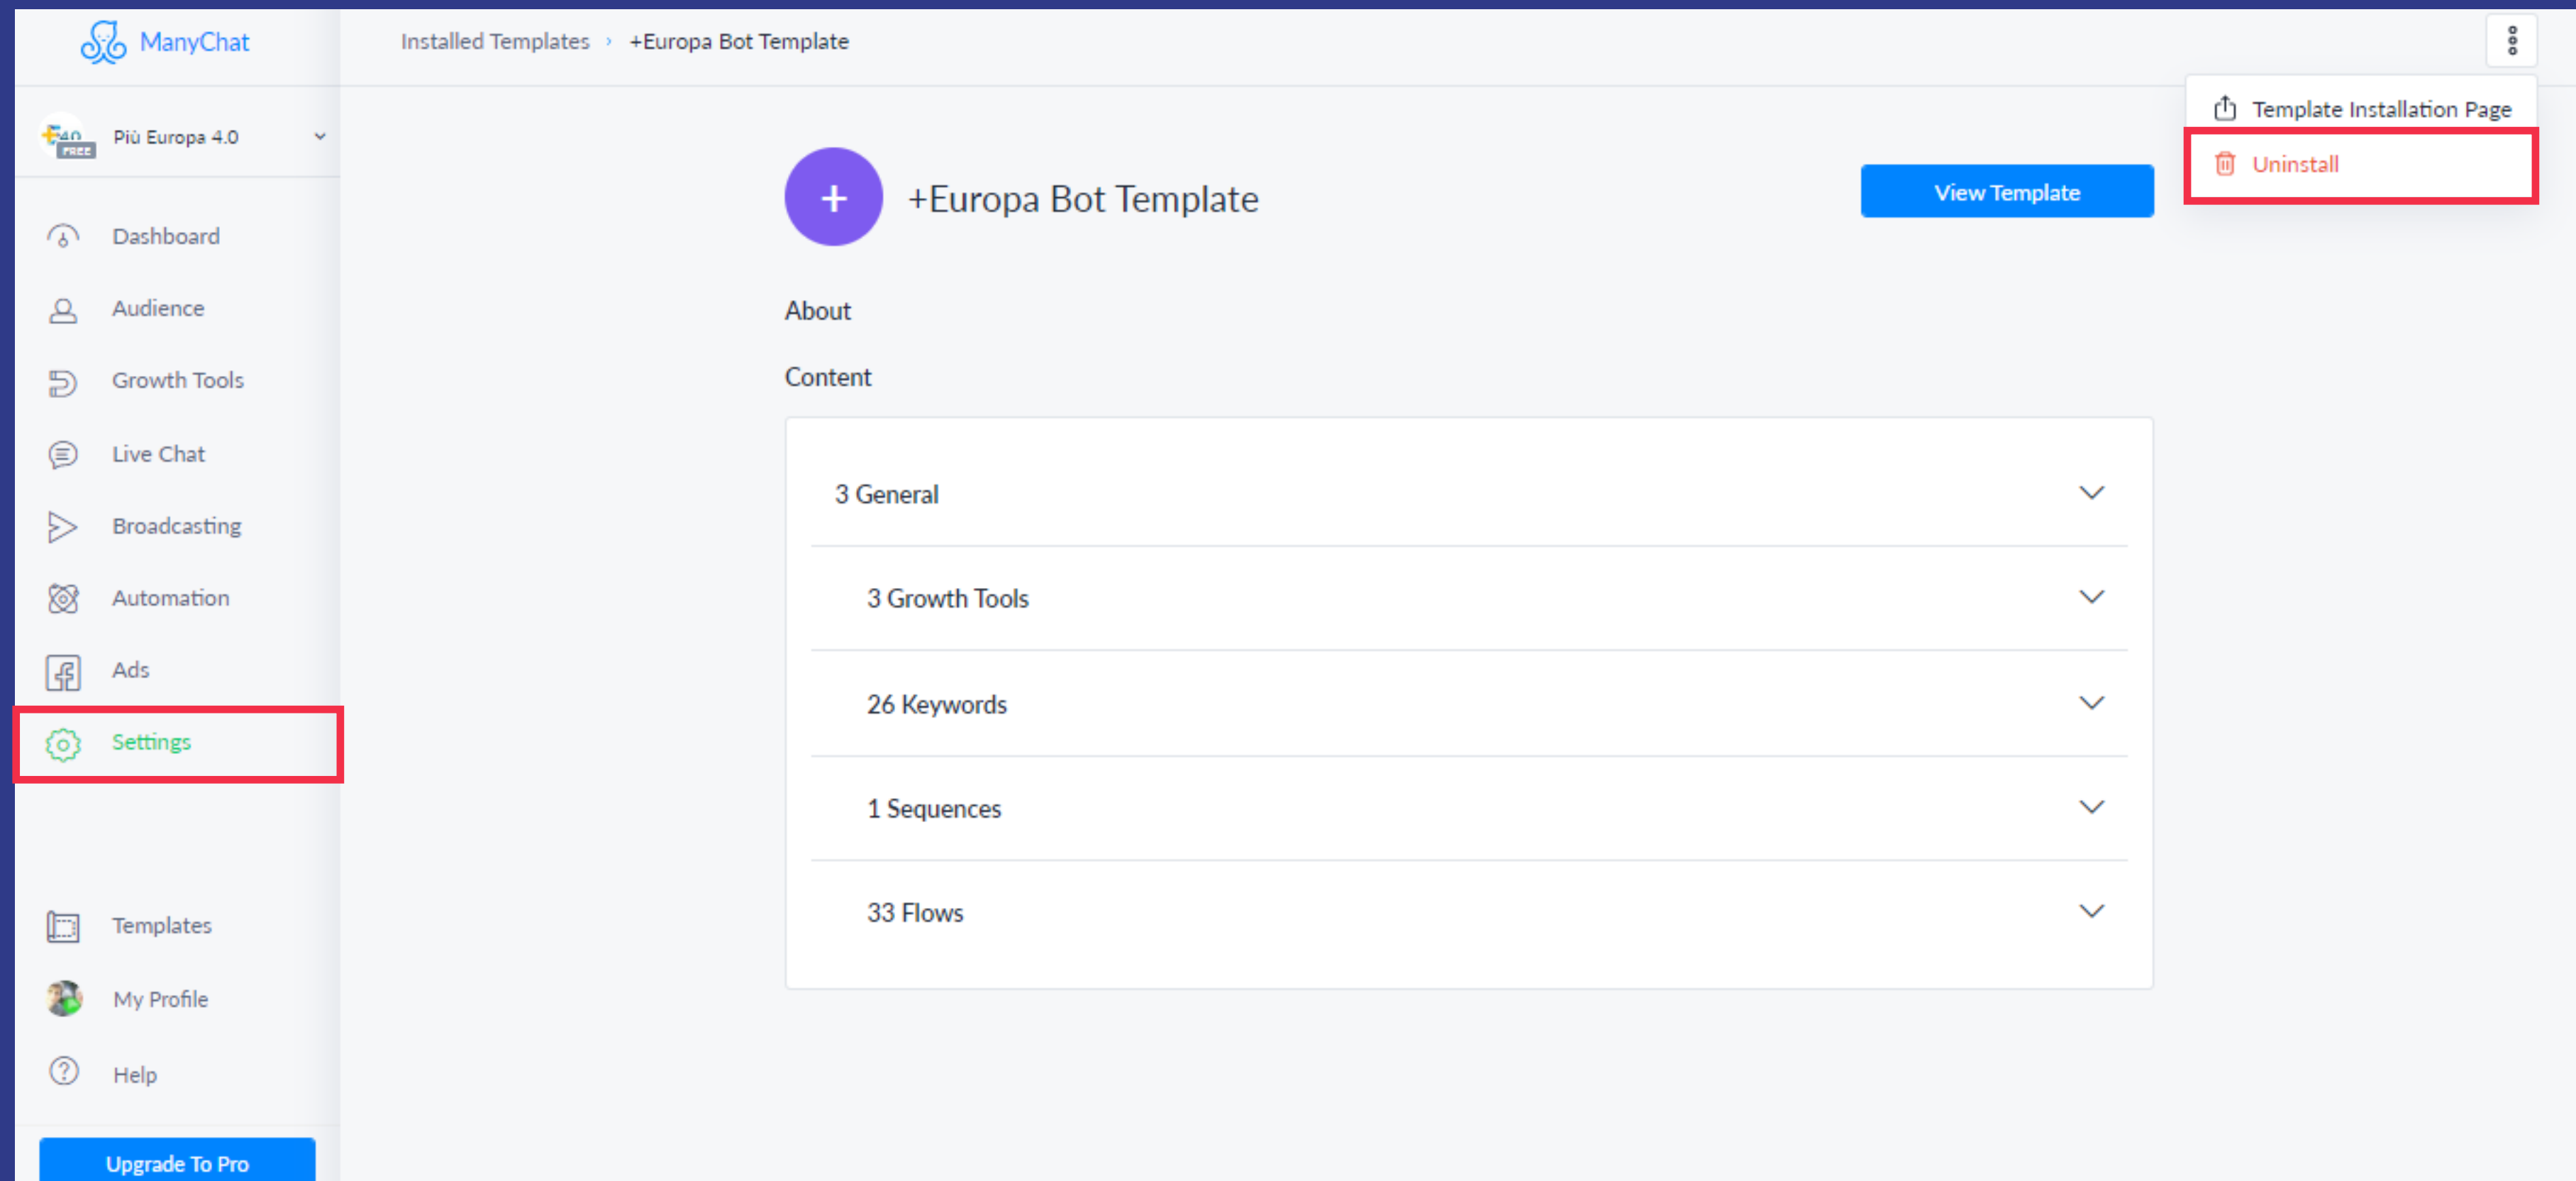 ManyChat
Installed Templates › +Europa Bot Template
Template Installation Page
Uninstall
FREE
Più Europa 4.0
+Europa Bot Template
View Template
Dashboard
Audience
Growth Tools
Live Chat
Broadcasting
Automation
Ads
Settings
Templates
My Profile
Help
Upgrade To Pro
About
Content
3 General
3 Growth Tools
26 Keywords
1 Sequences
33 Flows